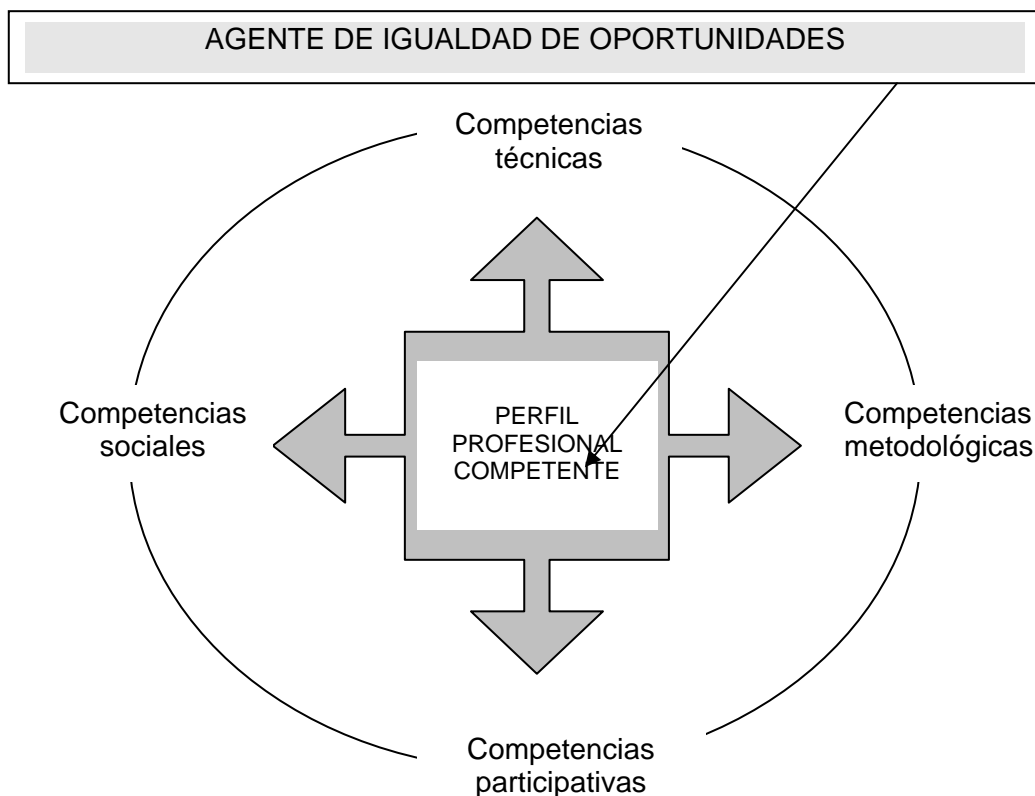 AGENTE DE IGUALDAD DE OPORTUNIDADES
Competencias
técnicas
Competencias
sociales
PERFIL
PROFESIONAL
COMPETENTE
Competencias
metodológicas
Competencias
participativas